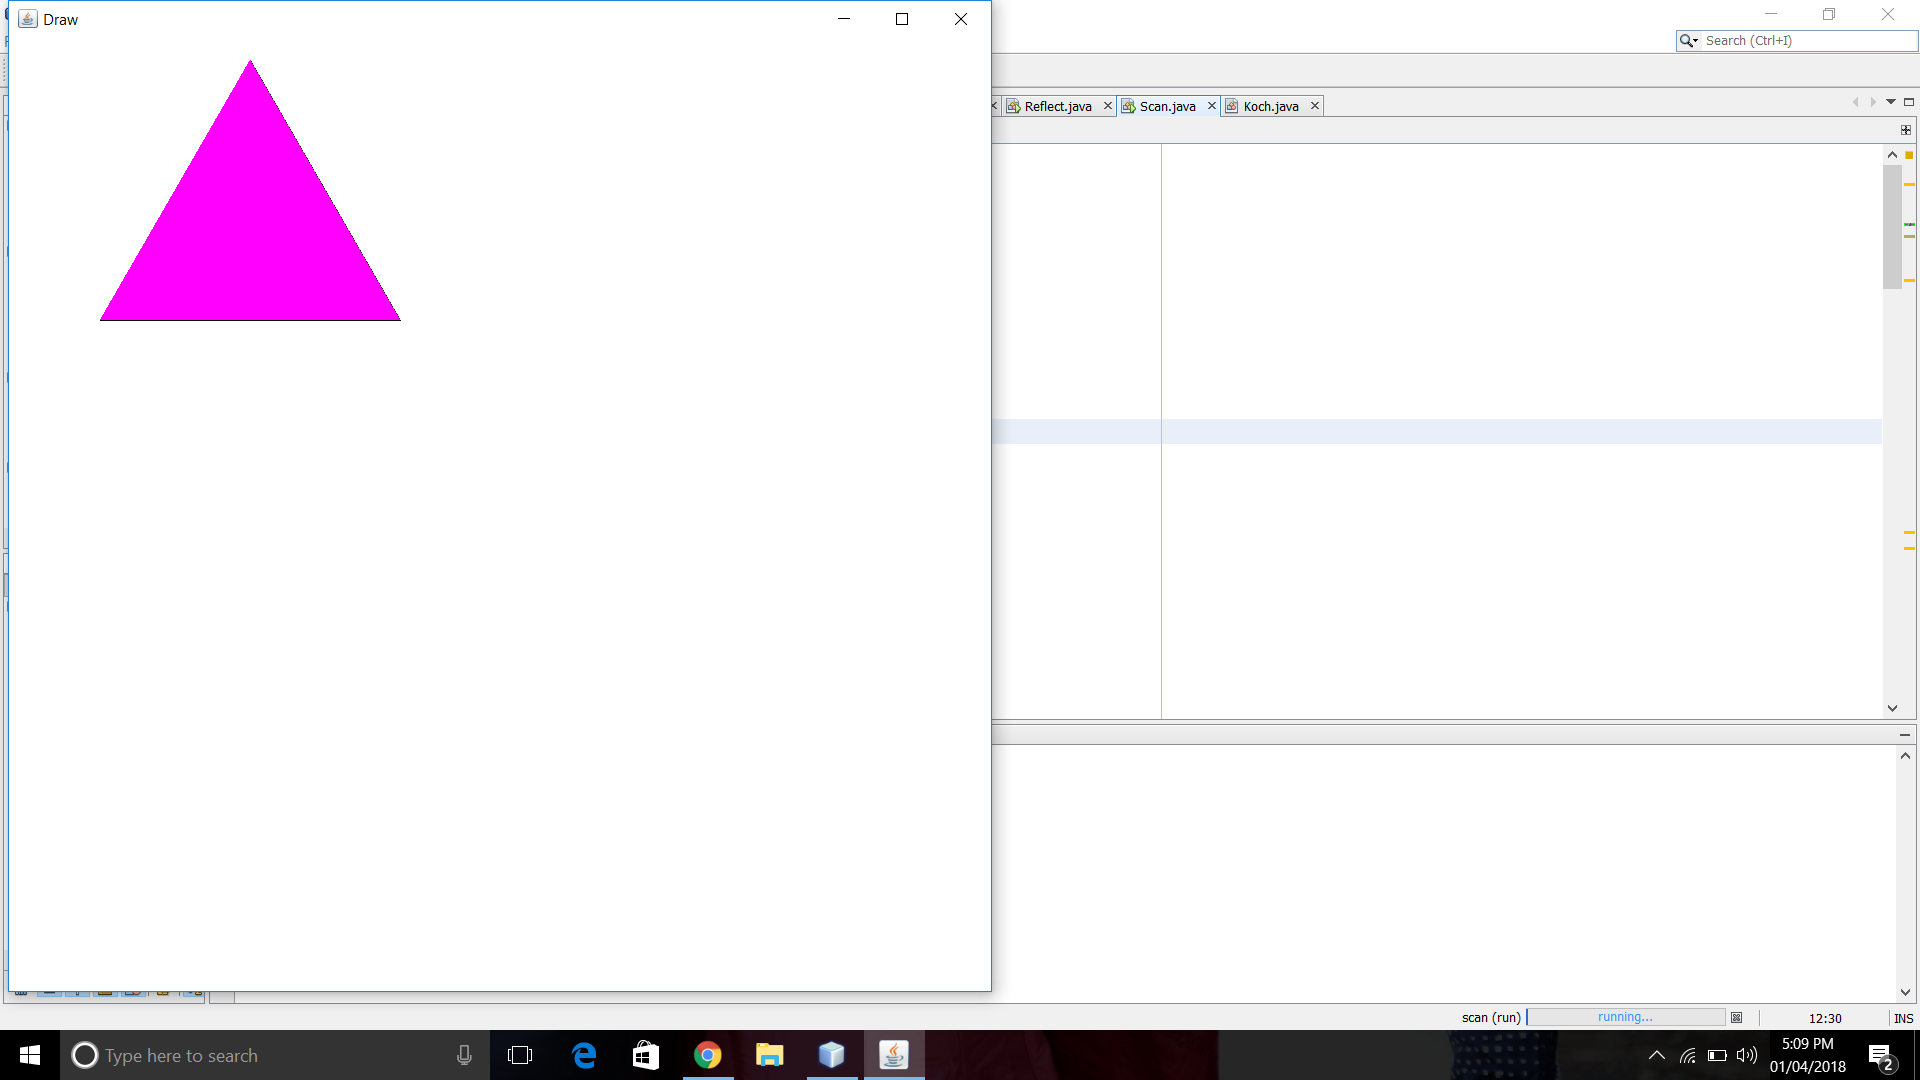 Draw
Search (Ctrl+I)
Reflect.java
Scan.java
Koch.java
scan (run)
running...
12:30
INS
Type here to search
5:09 PM
01/04/2018
2